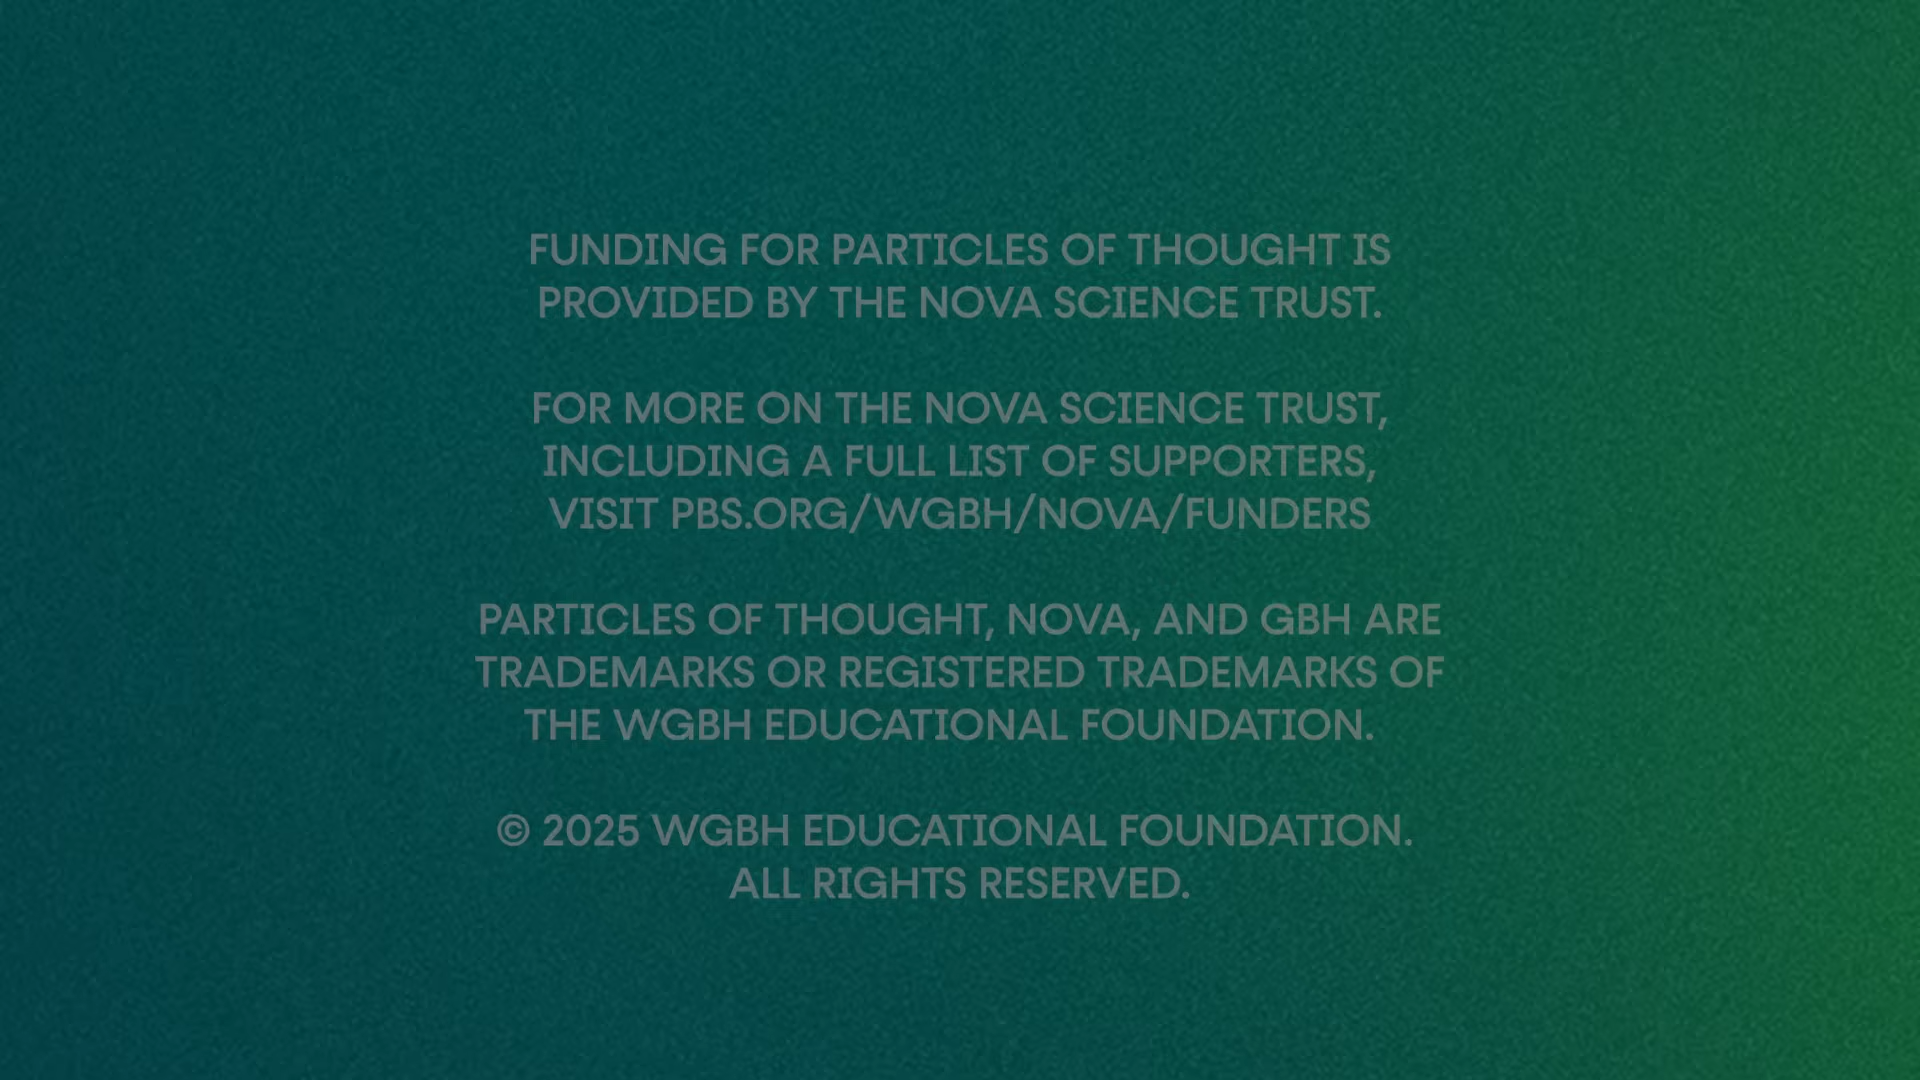 FUNDING FOR PARTICLES OF THOUGHT IS
PROVIDED BY THE NOVA SCIENCE TRUST.
FOR MORE ON THE NOVA SCIENCE TRUST,
INCLUDING A FULL LIST OF SUPPORTERS,
VISIT PBS.ORG/WGBH/NOVA/FUNDERS
PARTICLES OF THOUGHT, NOVA, AND GBH ARE
TRADEMARKS OR REGISTERED TRADEMARKS OF
THE WGBH EDUCATIONAL FOUNDATION.
© 2025 WGBH EDUCATIONAL FOUNDATION.
ALL RIGHTS RESERVED.